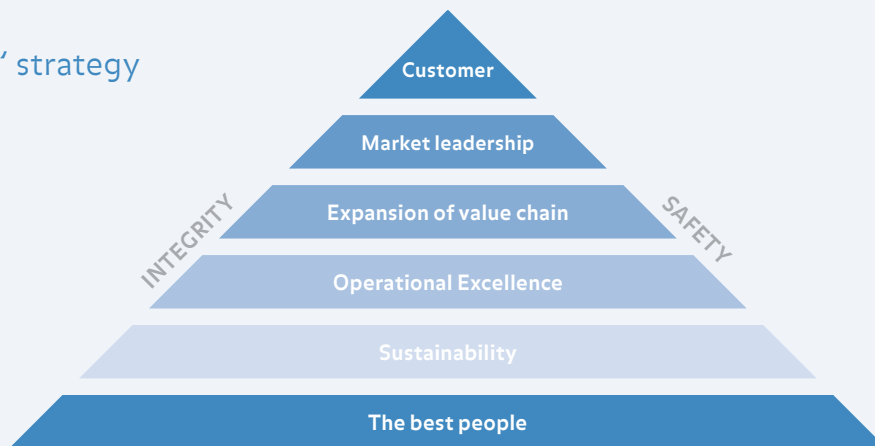 ‘ strategy
Customer
Market leadership
Expansion of value chain
INTEGRITY
SAFETY
Operational Excellence
Sustainability
The best people